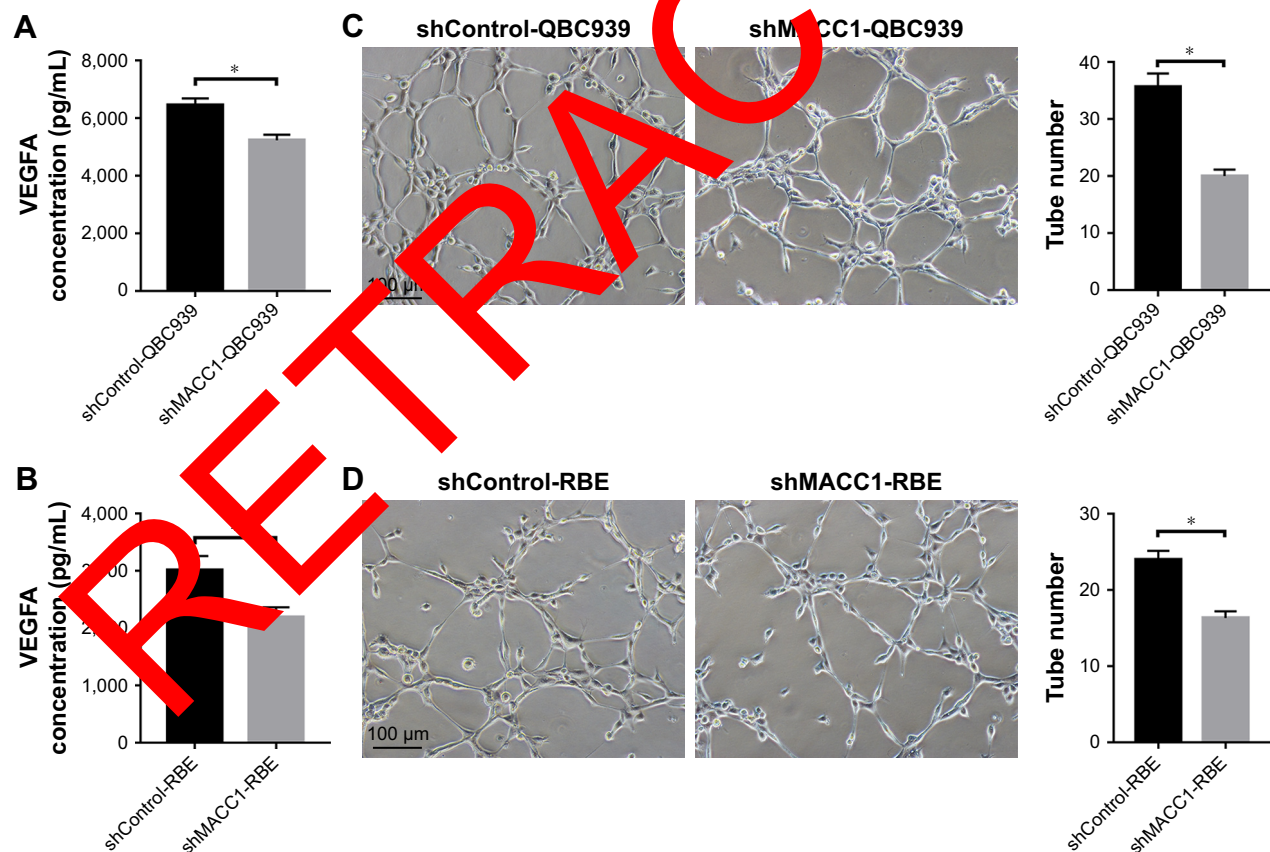 A
VEGFA
concentration (pg/mL)
8,000
6,000
4,000
2,000
0
*
shControl-QBC939
shMACC1-QBC939
C
shControl-QBC939
shMACC1-QBC939
100 µm
Tube number
40
30
20
10
0
*
shControl-QBC939
shMACC1-QBC939
B
VEGFA
concentration (pg/mL)
4,000
1,000
0
shControl-RBE
shMACC1-RBE
D
shControl-RBE
shMACC1-RBE
100 µm
Tube number
30
20
10
0
*
shControl-RBE
shMACC1-RBE
RETRAC